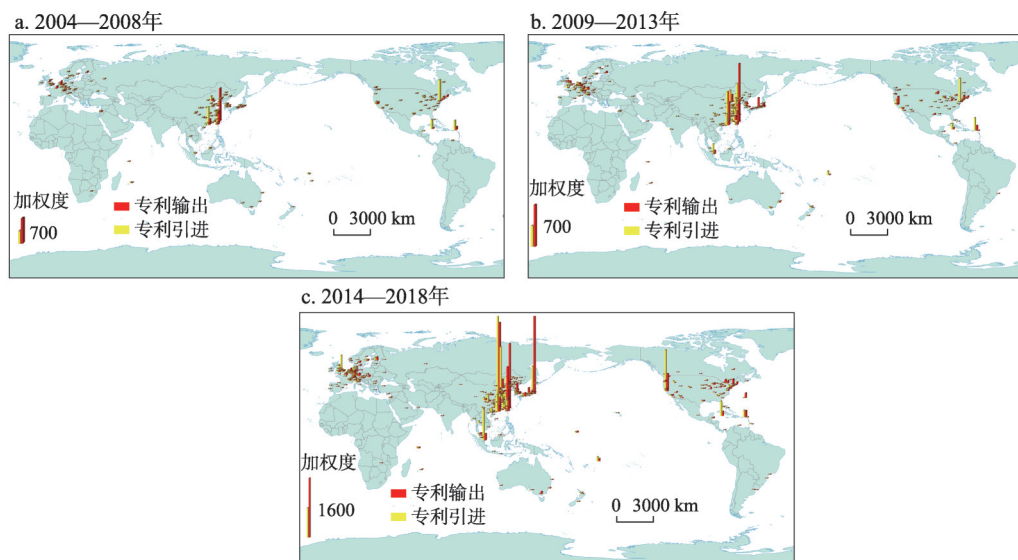 a. 2004—2008年
加权度
700
专利输出
专利引进
0 3000 km
b. 2009—2013年
加权度
700
专利输出
专利引进
0 3000 km
c. 2014—2018年
加权度
1600
专利输出
专利引进
0 3000 km